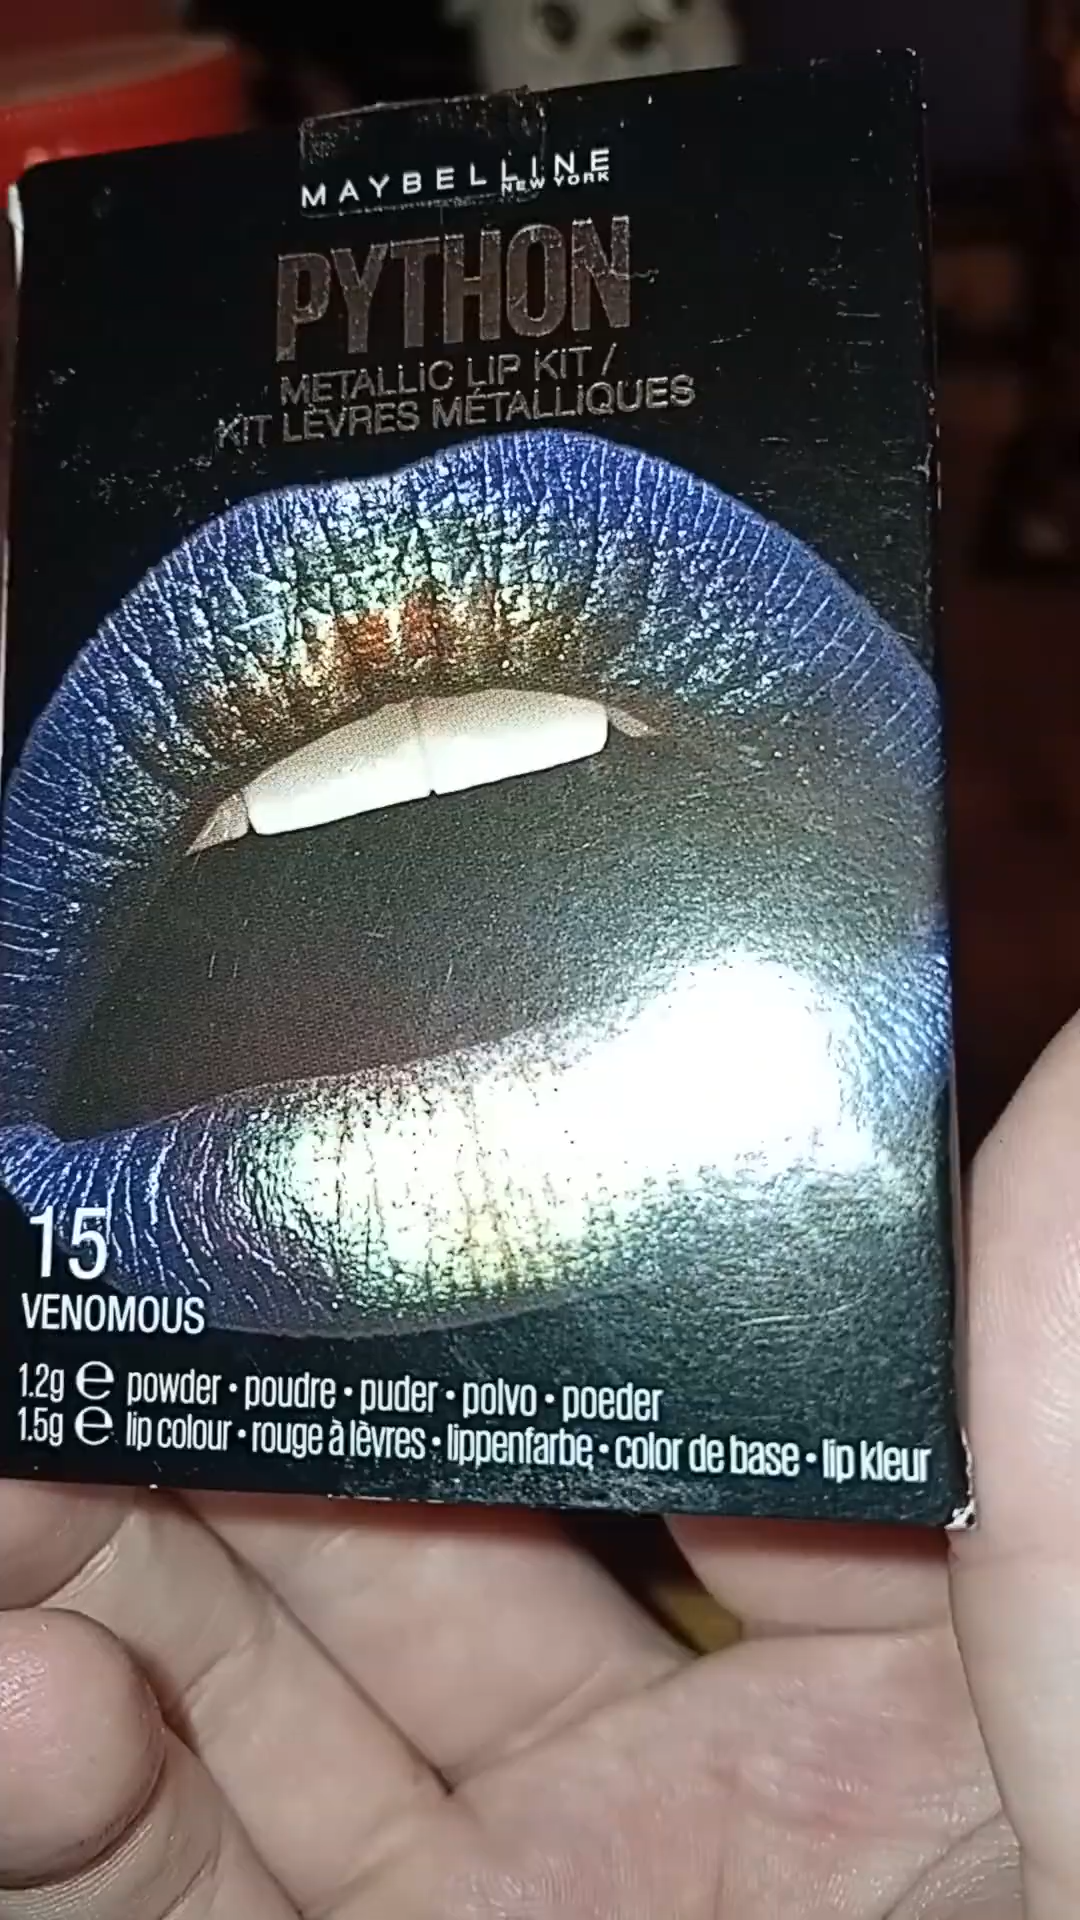 MAYBELLINE
NEW YORK
PYTHON
METALLIC LIP KIT /
KIT LÈVRES MÉTALLIQUES
15
VENOMOUS
1.2g ℮ powder • poudre • puder • polvo • poeder
1.5g ℮ lip colour • rouge à lèvres • lippenfarbe • color de base • lip kleur